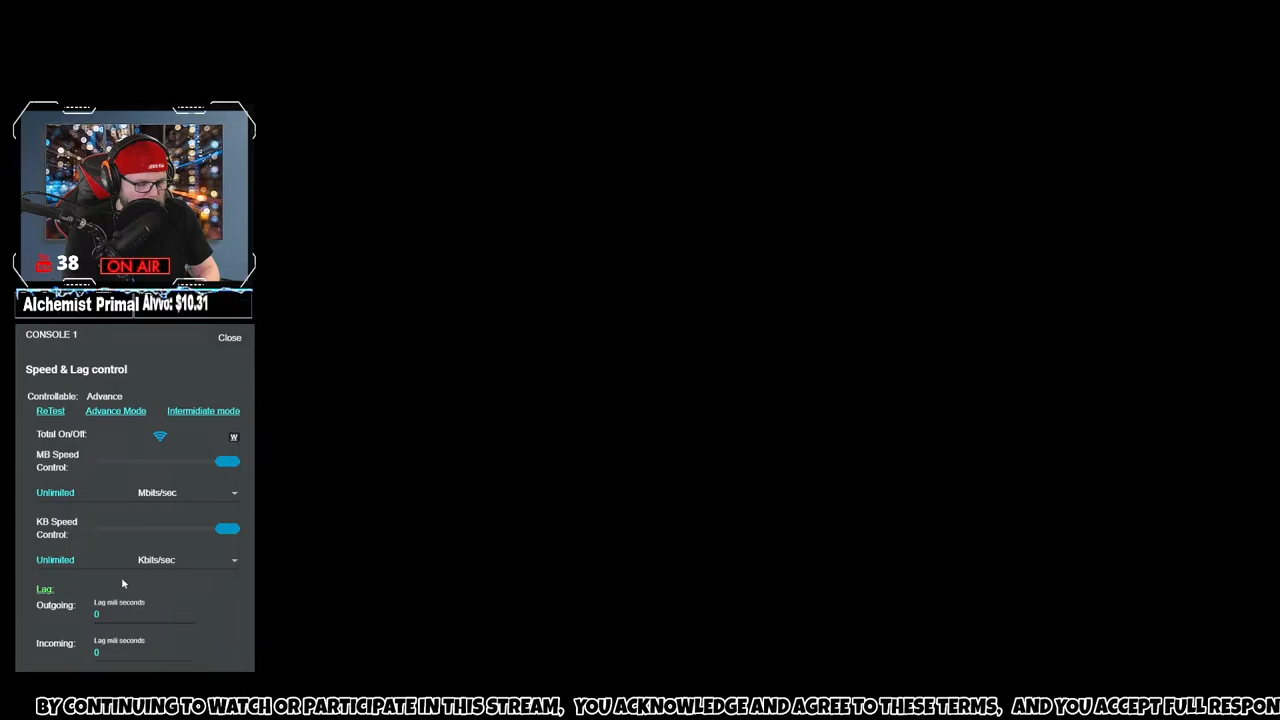 38
ON AIR
Alchemist Primal Alvvo: $10.31
CONSOLE 1
Close
Speed & Lag control
Controllable: Advance
ReTest Advance Mode Intermidiate mode
Total On/Off: W
MB Speed
Control:
Unlimited Mbits/sec
KB Speed
Control:
Unlimited Kbits/sec
Lag:
Lag mili seconds
Outgoing:
0
Lag mili seconds
Incoming:
0
BY CONTINUING TO WATCH OR PARTICIPATE IN THIS STREAM, YOU ACKNOWLEDGE AND AGREE TO THESE TERMS, AND YOU ACCEPT FULL RESPON